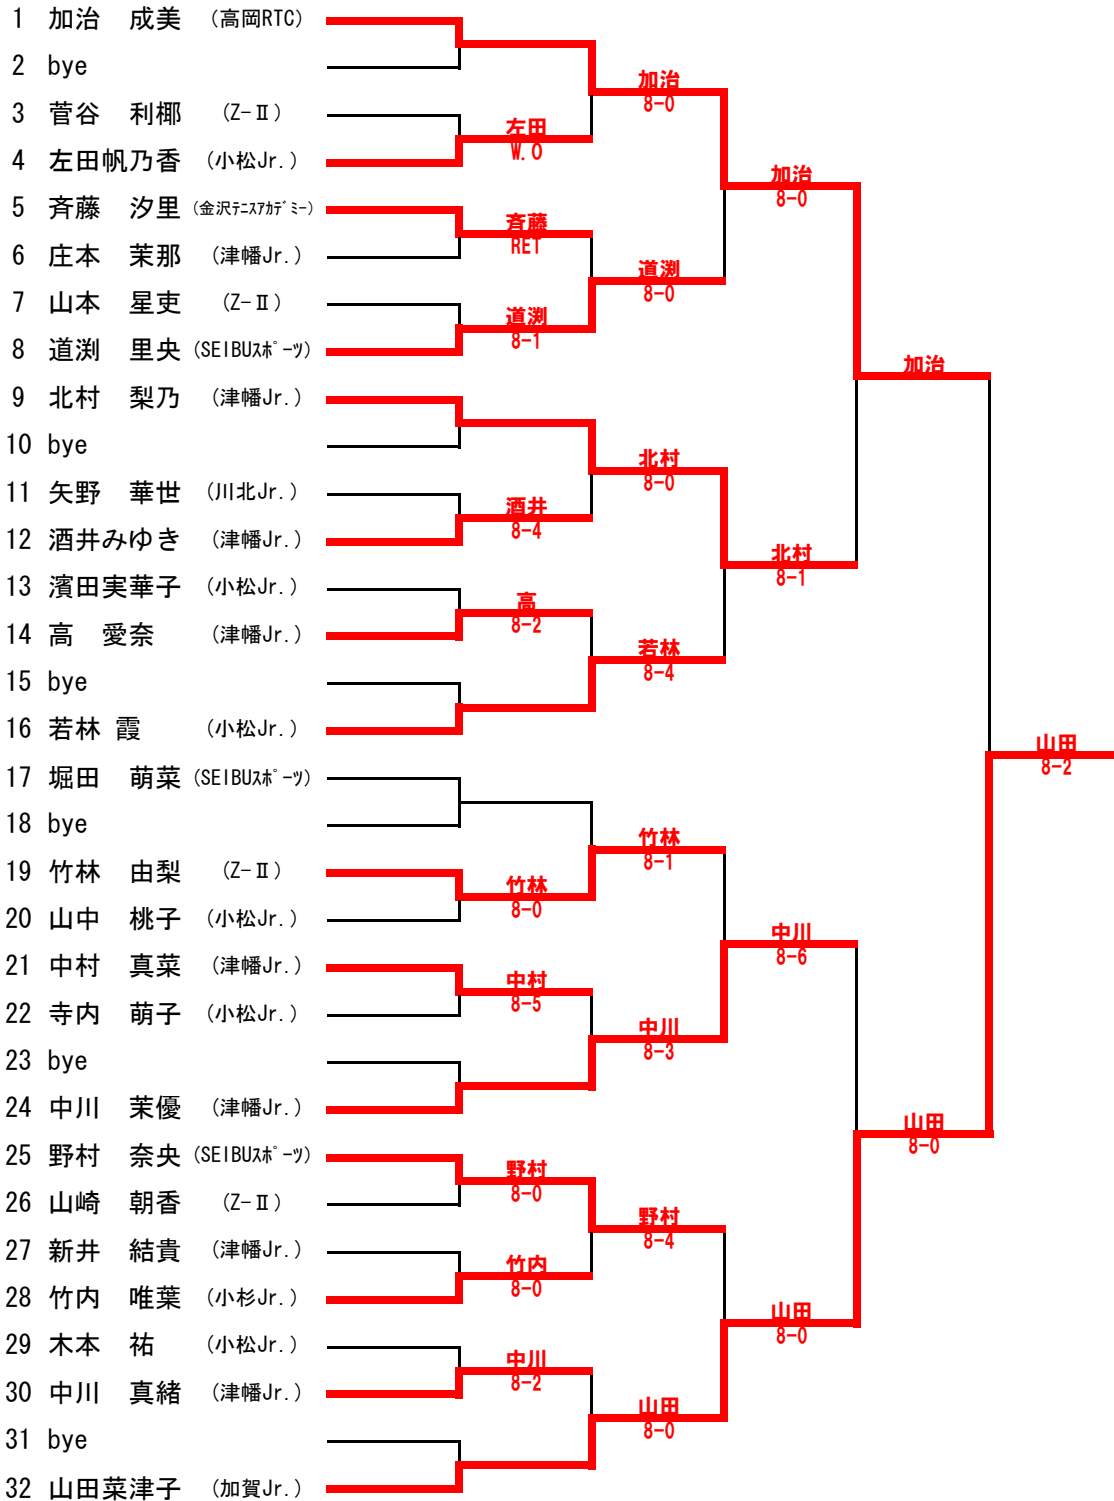 1 加治 成美 (高岡RTC)
2 bye
加治
8-0
3 菅谷 利椰 (Z-Ⅱ)
左田
W.O
4 左田帆乃香 (小松Jr.)
加治
8-0
5 斉藤 汐里 (金沢ﾃﾆｽｱｶﾃﾞﾐｰ)
斉藤
RET
6 庄本 茉那 (津幡Jr.)
道渕
8-0
7 山本 星吏 (Z-Ⅱ)
道渕
8-1
8 道渕 里央 (SEIBUｽﾎﾟｰﾂ)
加治
9 北村 梨乃 (津幡Jr.)
10 bye
北村
8-0
11 矢野 華世 (川北Jr.)
酒井
8-4
12 酒井みゆき (津幡Jr.)
北村
8-1
13 濱田実華子 (小松Jr.)
高
8-2
14 高 愛奈 (津幡Jr.)
若林
8-4
15 bye
16 若林 霞 (小松Jr.)
山田
8-2
17 堀田 萌菜 (SEIBUｽﾎﾟｰﾂ)
18 bye
竹林
8-1
19 竹林 由梨 (Z-Ⅱ)
竹林
8-0
20 山中 桃子 (小松Jr.)
中川
8-6
21 中村 真菜 (津幡Jr.)
中村
8-5
22 寺内 萌子 (小松Jr.)
中川
8-3
23 bye
24 中川 茉優 (津幡Jr.)
山田
8-0
25 野村 奈央 (SEIBUｽﾎﾟｰﾂ)
野村
8-0
26 山崎 朝香 (Z-Ⅱ)
野村
8-4
27 新井 結貴 (津幡Jr.)
竹内
8-0
28 竹内 唯葉 (小杉Jr.)
山田
8-0
29 木本 祐 (小松Jr.)
中川
8-2
30 中川 真緒 (津幡Jr.)
山田
8-0
31 bye
32 山田菜津子 (加賀Jr.)